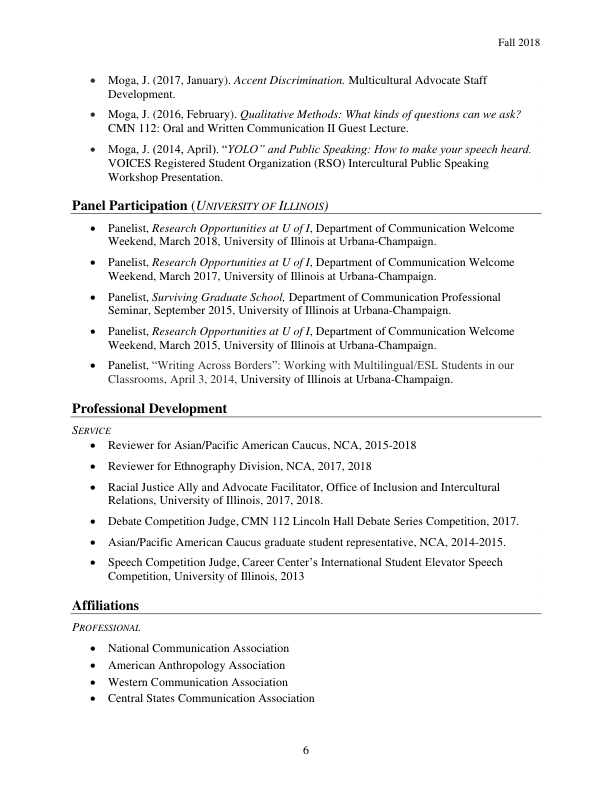 Fall 2018
• Moga, J. (2017, January). Accent Discrimination. Multicultural Advocate Staff
Development.
• Moga, J. (2016, February). Qualitative Methods: What kinds of questions can we ask?
CMN 112: Oral and Written Communication II Guest Lecture.
• Moga, J. (2014, April). “YOLO” and Public Speaking: How to make your speech heard.
VOICES Registered Student Organization (RSO) Intercultural Public Speaking
Workshop Presentation.
Panel Participation (UNIVERSITY OF ILLINOIS)
• Panelist, Research Opportunities at U of I, Department of Communication Welcome
Weekend, March 2018, University of Illinois at Urbana-Champaign.
• Panelist, Research Opportunities at U of I, Department of Communication Welcome
Weekend, March 2017, University of Illinois at Urbana-Champaign.
• Panelist, Surviving Graduate School, Department of Communication Professional
Seminar, September 2015, University of Illinois at Urbana-Champaign.
• Panelist, Research Opportunities at U of I, Department of Communication Welcome
Weekend, March 2015, University of Illinois at Urbana-Champaign.
• Panelist, “Writing Across Borders”: Working with Multilingual/ESL Students in our
Classrooms, April 3, 2014, University of Illinois at Urbana-Champaign.
Professional Development
SERVICE
• Reviewer for Asian/Pacific American Caucus, NCA, 2015-2018
• Reviewer for Ethnography Division, NCA, 2017, 2018
• Racial Justice Ally and Advocate Facilitator, Office of Inclusion and Intercultural
Relations, University of Illinois, 2017, 2018.
• Debate Competition Judge, CMN 112 Lincoln Hall Debate Series Competition, 2017.
• Asian/Pacific American Caucus graduate student representative, NCA, 2014-2015.
• Speech Competition Judge, Career Center’s International Student Elevator Speech
Competition, University of Illinois, 2013
Affiliations
PROFESSIONAL
• National Communication Association
• American Anthropology Association
• Western Communication Association
• Central States Communication Association
6